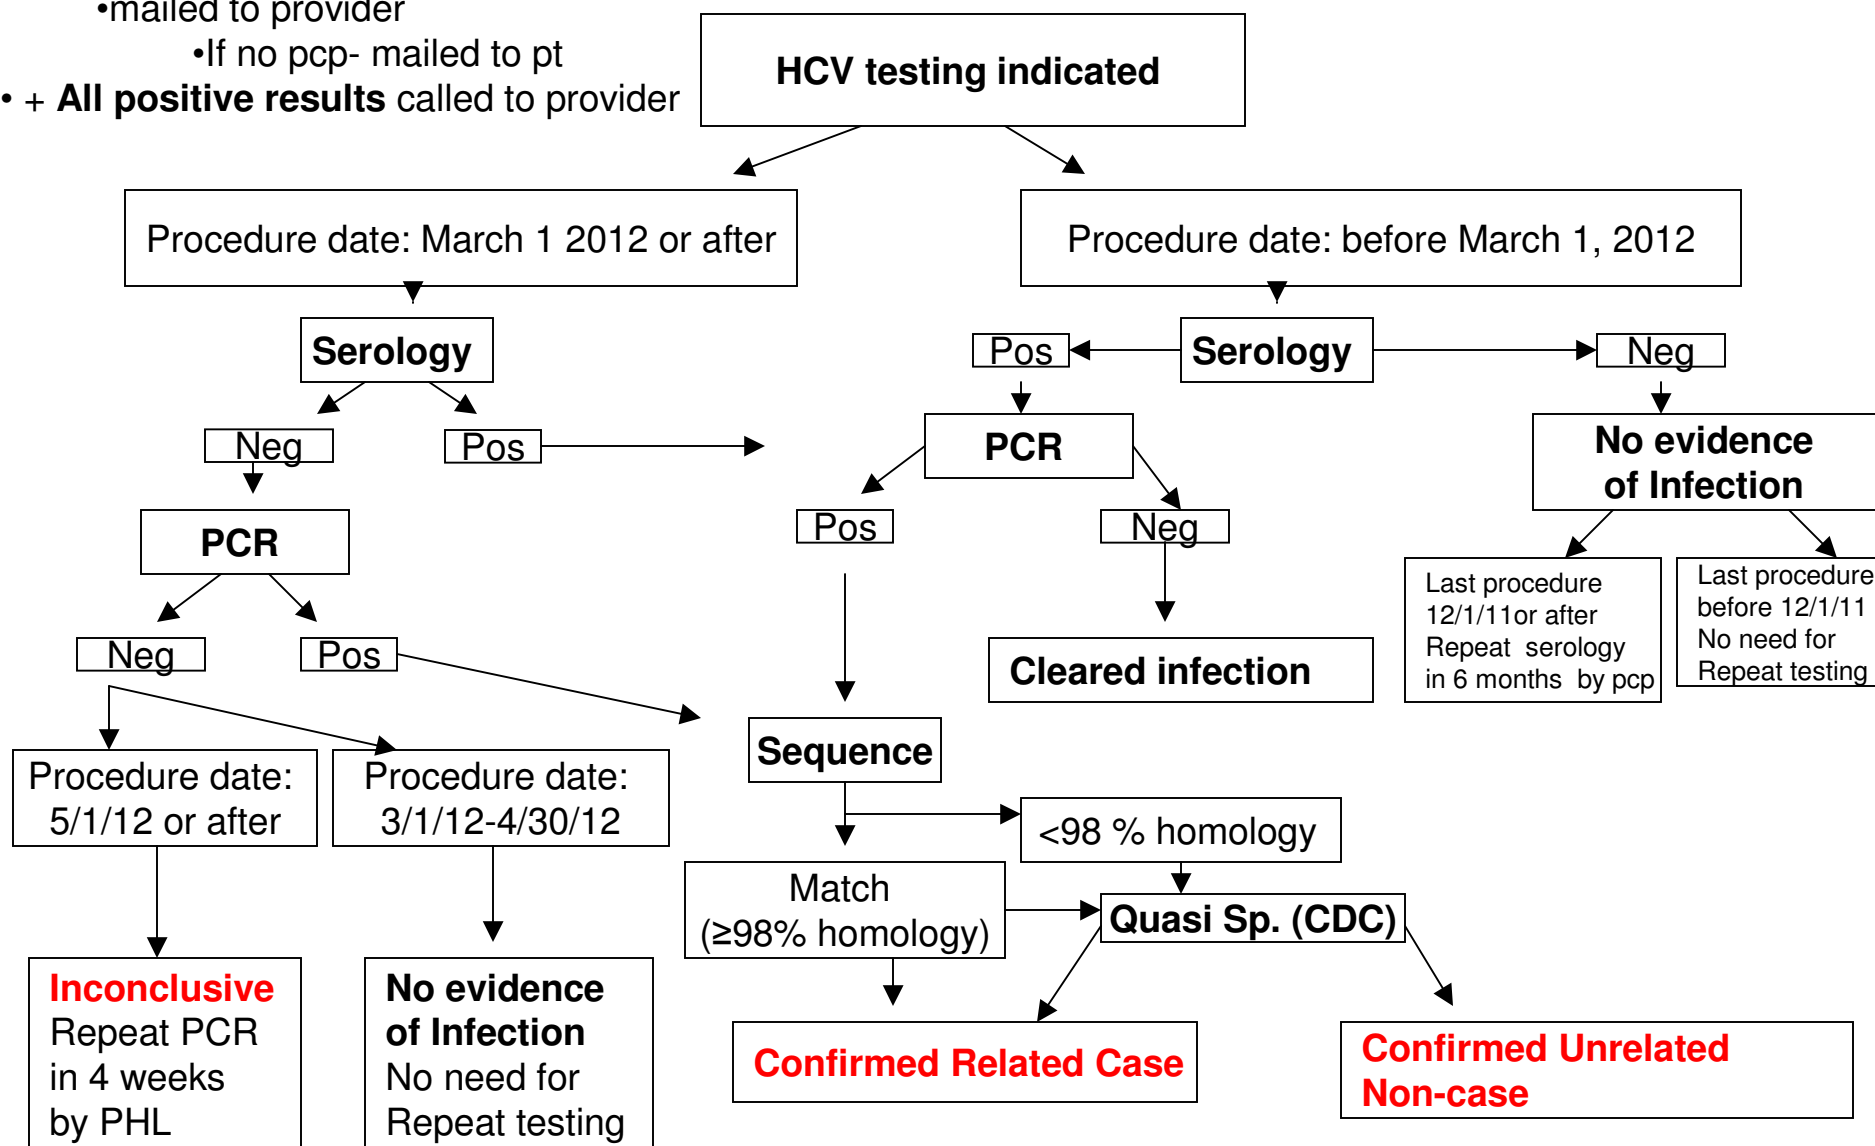 •mailed to provider
•If no pcp- mailed to pt
• + All positive results called to provider
HCV testing indicated
Procedure date: March 1 2012 or after
Procedure date: before March 1, 2012
Serology
Pos
Serology
Neg
Neg
Pos
PCR
No evidence
of Infection
PCR
Pos
Neg
Last procedure
12/1/11or after
Repeat serology
in 6 months by pcp
Last procedure
before 12/1/11
No need for
Repeat testing
Neg
Pos
Cleared infection
Sequence
Procedure date:
5/1/12 or after
Procedure date:
3/1/12-4/30/12
<98 % homology
Match
(≥98% homology)
Quasi Sp. (CDC)
Inconclusive
Repeat PCR
in 4 weeks
by PHL
No evidence
of Infection
No need for
Repeat testing
Confirmed Related Case
Confirmed Unrelated
Non-case